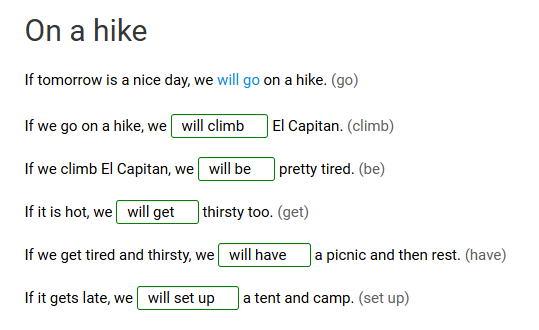 On a hike
If tomorrow is a nice day, we will go on a hike. (go)
If we go on a hike, we will climb El Capitan. (climb)
If we climb El Capitan, we will be pretty tired. (be)
If it is hot, we will get thirsty too. (get)
If we get tired and thirsty, we will have a picnic and then rest. (have)
If it gets late, we will set up a tent and camp. (set up)